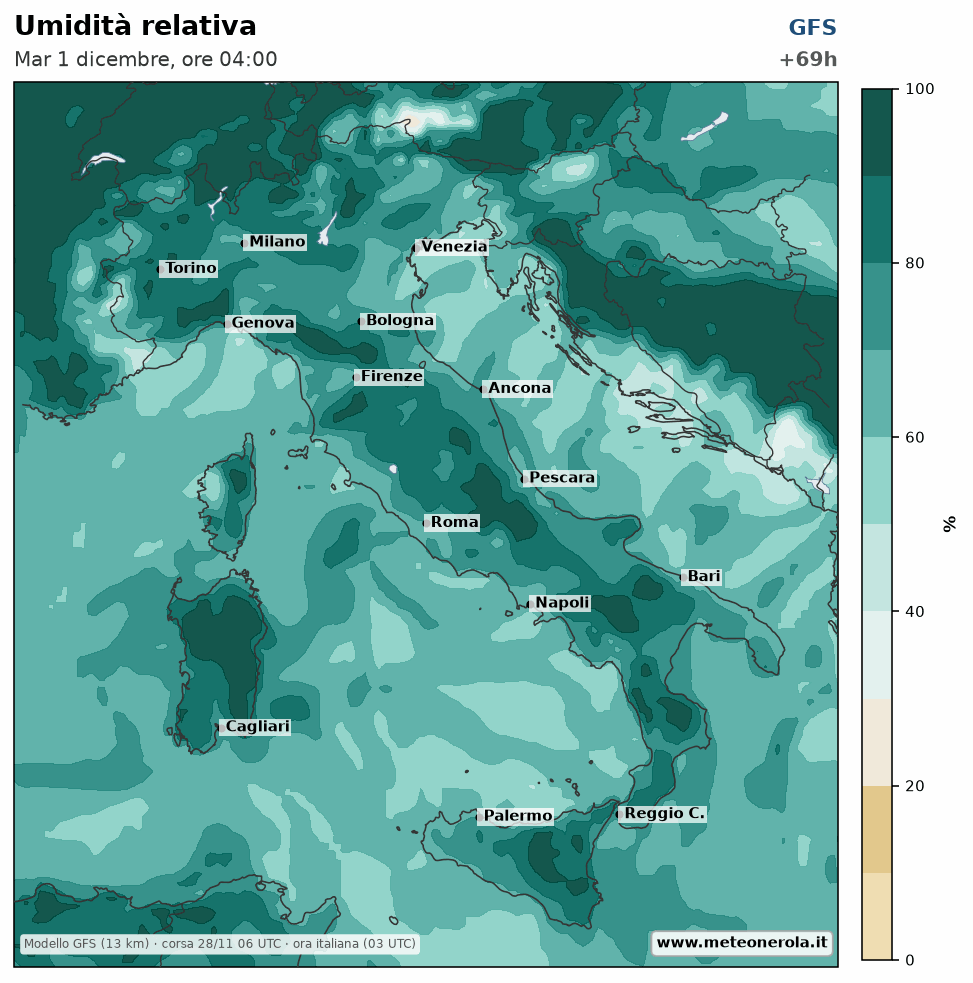 Umidità relativa
GFS
Mar 1 dicembre, ore 04:00
+69h
100
80
60
40
20
0
%
Milano
Venezia
Torino
Genova
Bologna
Firenze
Ancona
Pescara
Roma
Bari
Napoli
Cagliari
Palermo
Reggio C.
Modello GFS (13 km) · corsa 28/11 06 UTC · ora italiana (03 UTC)
www.meteonerola.it